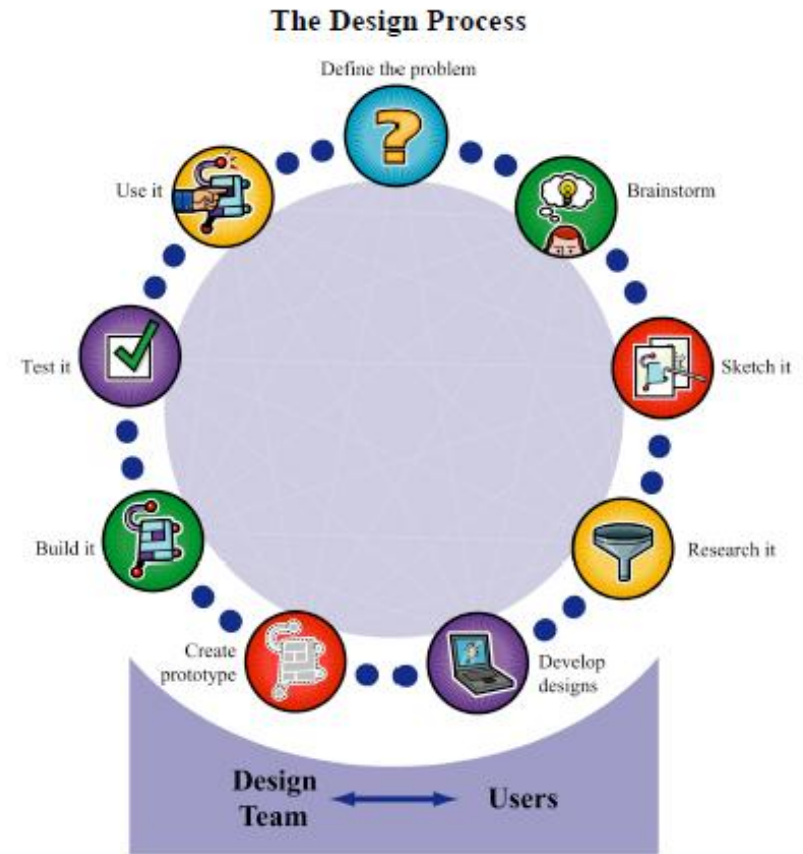 The Design Process
Define the problem
Brainstorm
Sketch it
Research it
Develop
designs
Create
prototype
Build it
Test it
Use it
Design
Team
Users